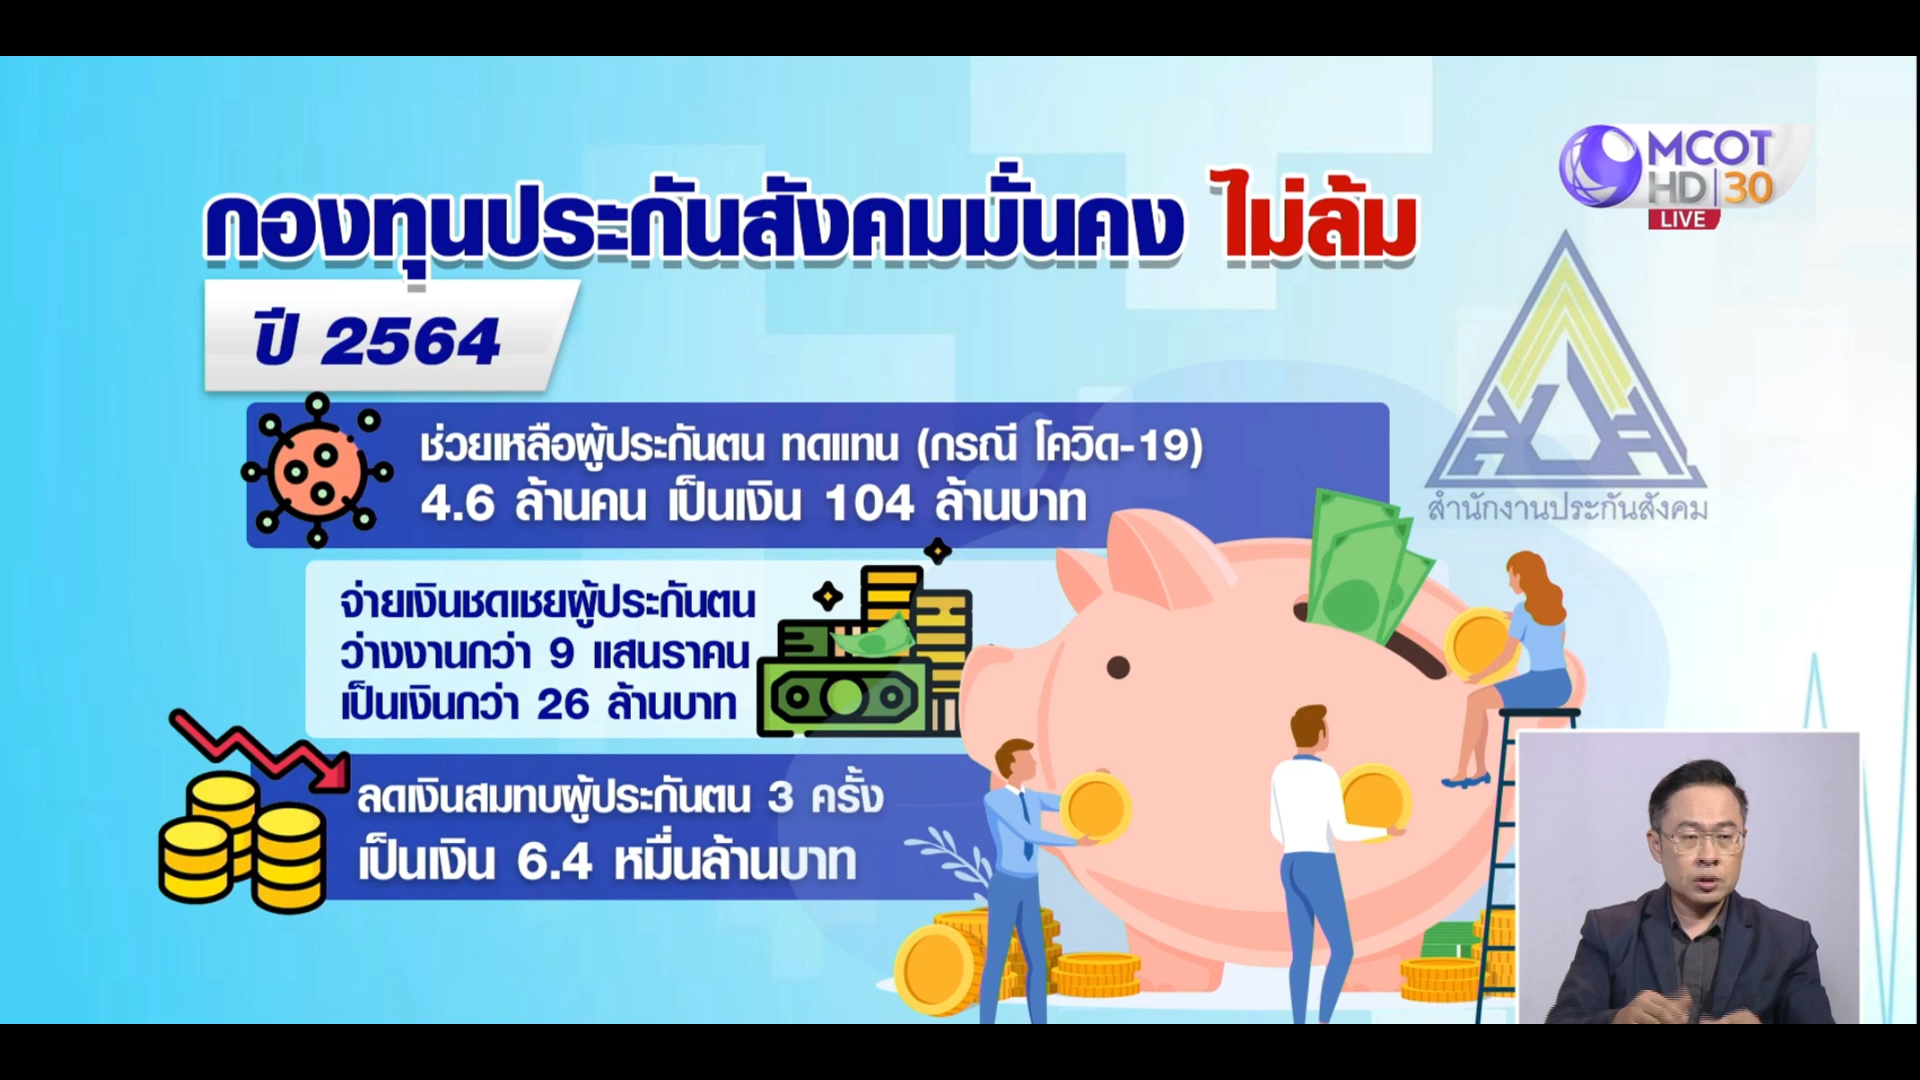 กองทุนประกันสังคมมั่นคง ไม่ล้ม
ปี 2564
ช่วยเหลือผู้ประกันตน ทดแทน (กรณี โควิด-19)
4.6 ล้านคน เป็นเงิน 104 ล้านบาท
จ่ายเงินชดเชยผู้ประกันตน
ว่างงานกว่า 9 แสนราคน
เป็นเงินกว่า 26 ล้านบาท
ลดเงินสมทบผู้ประกันตน 3 ครั้ง
เป็นเงิน 6.4 หมื่นล้านบาท
MCOT
HD 30
LIVE
สปส
สำนักงานประกันสังคม